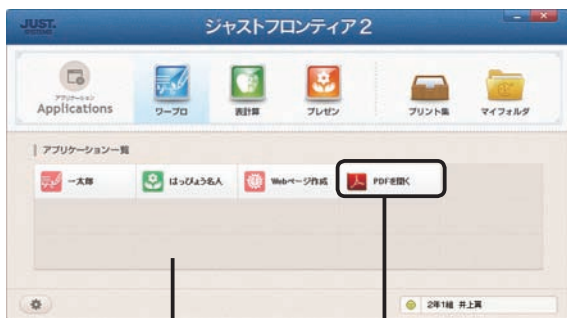 JUST.
SYSTEMS
ジャストフロンティア2
アプリケーション
Applications
ワープロ
表計算
プレゼン
プリント集
マイフォルダ
アプリケーション一覧
一太郎
はっぴょう名人
Webページ作成
PDFを開く
2年1組 井上翼